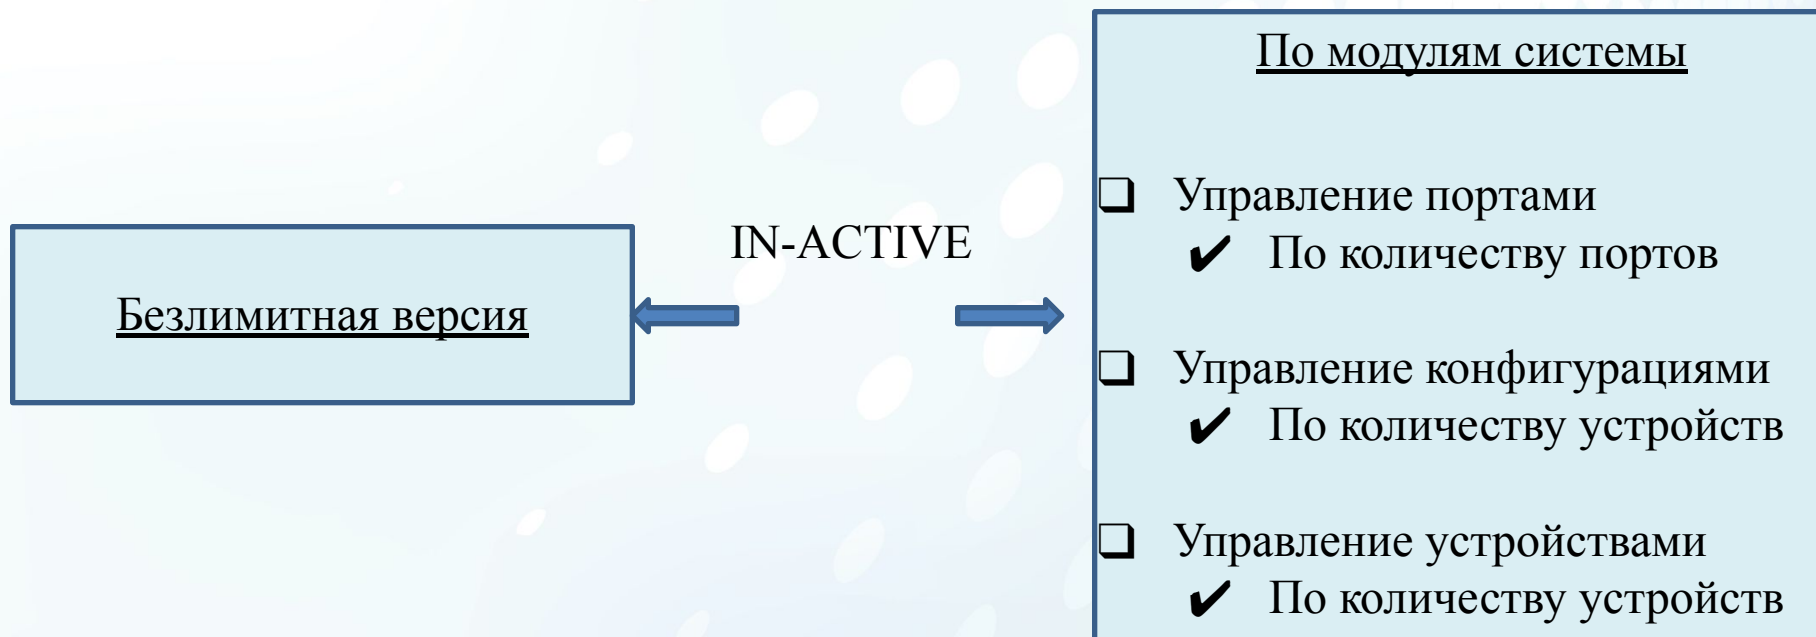 Безлимитная версия
IN-ACTIVE
По модулям системы
❑ Управление портами
✔ По количеству портов
❑ Управление конфигурациями
✔ По количеству устройств
❑ Управление устройствами
✔ По количеству устройств